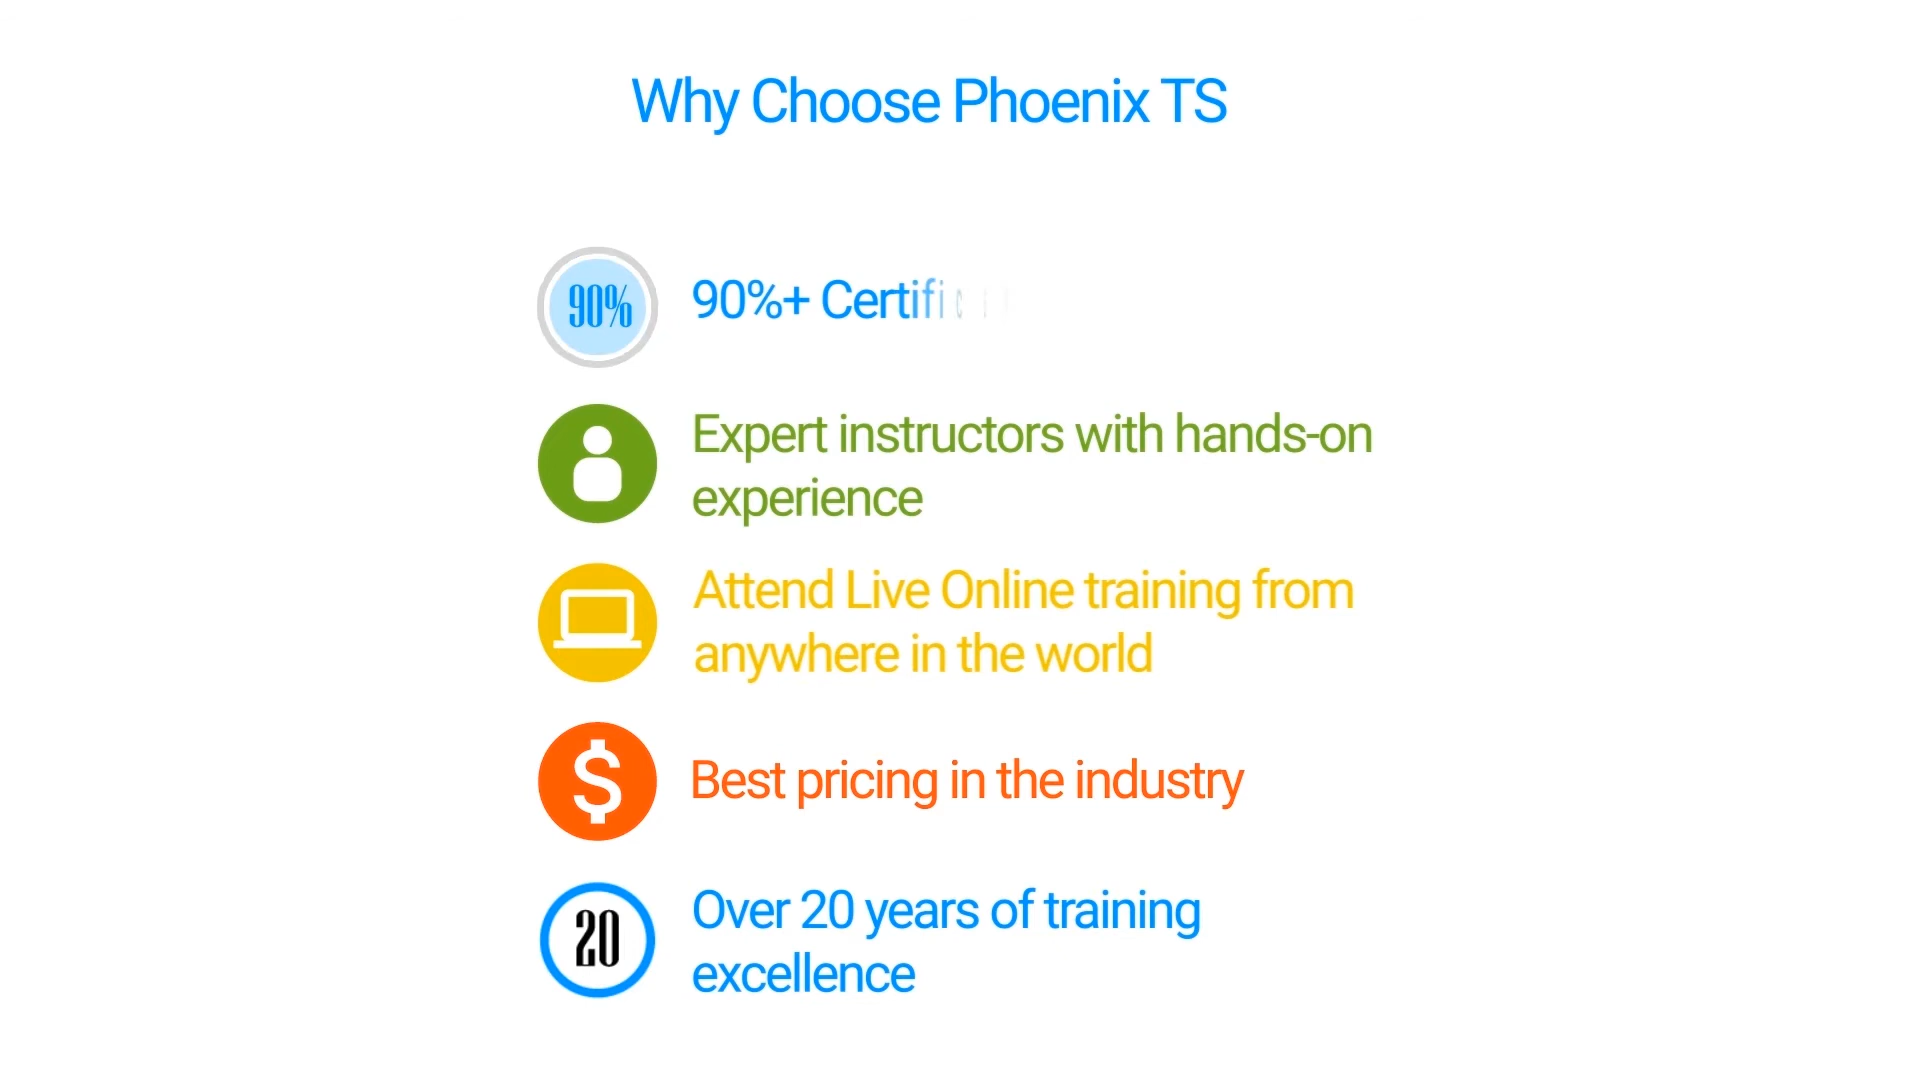 Why Choose Phoenix TS
90%
90%+
Expert instructors with hands-on
experience
Attend Live Online training from
anywhere in the world
$
Best pricing in the industry
20
Over 20 years of training
excellence